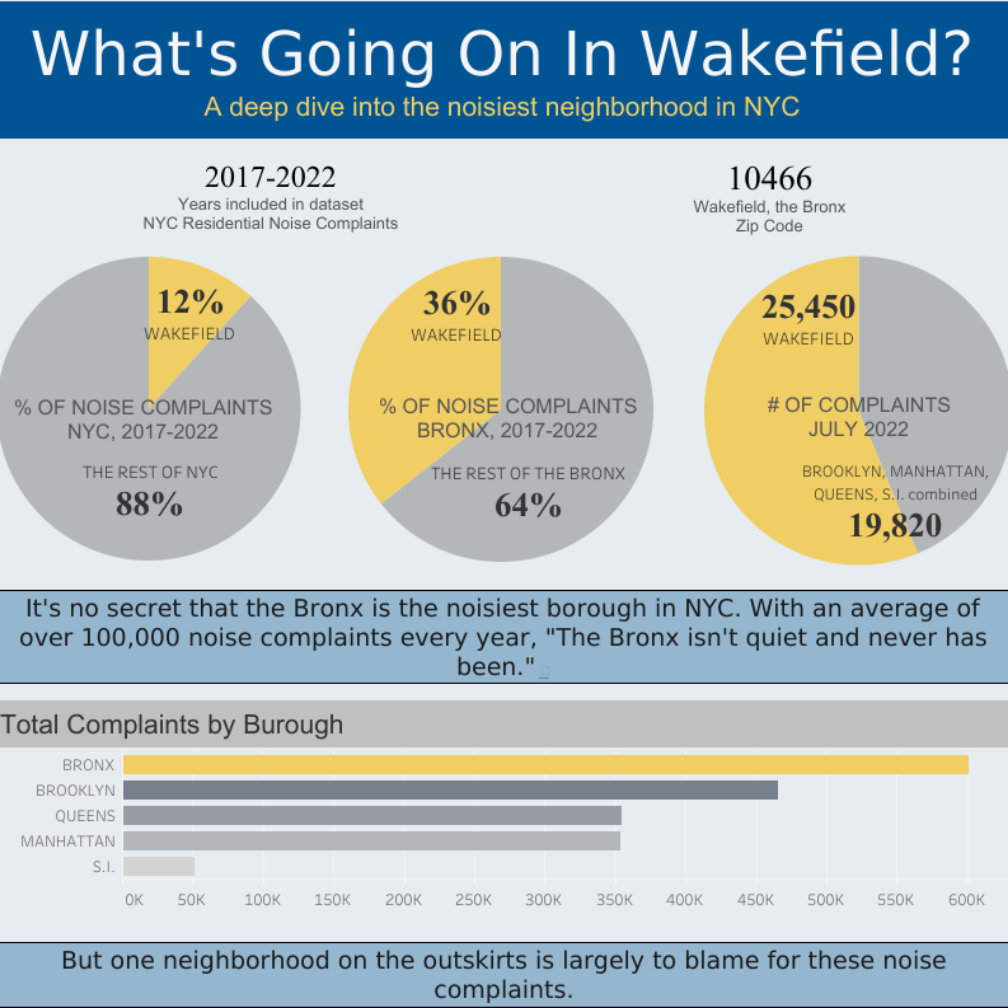 What's Going On In Wakefield?
A deep dive into the noisiest neighborhood in NYC
2017-2022
Years included in dataset
NYC Residential Noise Complaints
10466
Wakefield, the Bronx
Zip Code
12%
WAKEFIELD
% OF NOISE COMPLAINTS
NYC, 2017-2022
THE REST OF NYC
88%
36%
WAKEFIELD
% OF NOISE COMPLAINTS
BRONX, 2017-2022
THE REST OF THE BRONX
64%
25,450
WAKEFIELD
# OF COMPLAINTS
JULY 2022
BROOKLYN, MANHATTAN,
QUEENS, S.I. combined
19,820
It's no secret that the Bronx is the noisiest borough in NYC. With an average of
over 100,000 noise complaints every year, "The Bronx isn't quiet and never has
been."
Total Complaints by Burough
BRONX
BROOKLYN
QUEENS
MANHATTAN
S.I.
0K 50K 100K 150K 200K 250K 300K 350K 400K 450K 500K 550K 600K
But one neighborhood on the outskirts is largely to blame for these noise
complaints.